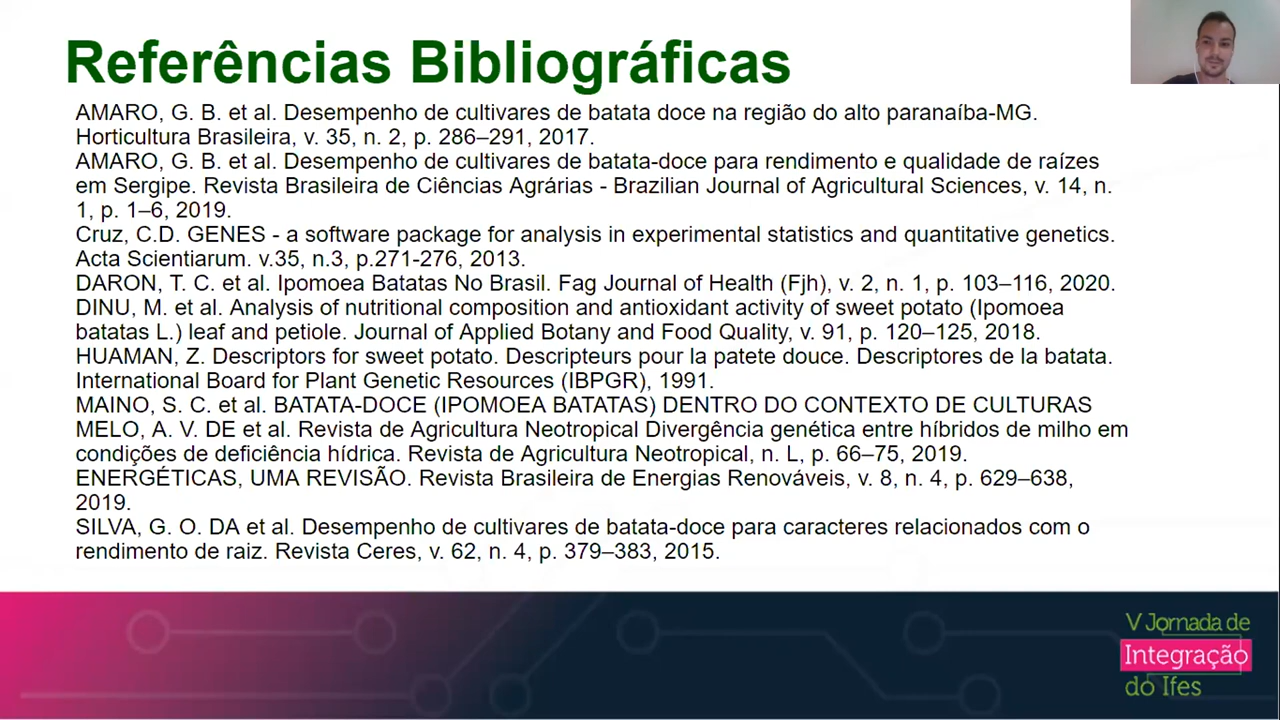 Referências Bibliográficas
AMARO, G. B. et al. Desempenho de cultivares de batata doce na região do alto paranaíba-MG.
Horticultura Brasileira, v. 35, n. 2, p. 286–291, 2017.
AMARO, G. B. et al. Desempenho de cultivares de batata-doce para rendimento e qualidade de raízes
em Sergipe. Revista Brasileira de Ciências Agrárias - Brazilian Journal of Agricultural Sciences, v. 14, n.
1, p. 1–6, 2019.
Cruz, C.D. GENES - a software package for analysis in experimental statistics and quantitative genetics.
Acta Scientiarum. v.35, n.3, p.271-276, 2013.
DARON, T. C. et al. Ipomoea Batatas No Brasil. Fag Journal of Health (Fjh), v. 2, n. 1, p. 103–116, 2020.
DINU, M. et al. Analysis of nutritional composition and antioxidant activity of sweet potato (Ipomoea
batatas L.) leaf and petiole. Journal of Applied Botany and Food Quality, v. 91, p. 120–125, 2018.
HUAMAN, Z. Descriptors for sweet potato. Descripteurs pour la patete douce. Descriptores de la batata.
International Board for Plant Genetic Resources (IBPGR), 1991.
MAINO, S. C. et al. BATATA-DOCE (IPOMOEA BATATAS) DENTRO DO CONTEXTO DE CULTURAS
MELO, A. V. DE et al. Revista de Agricultura Neotropical Divergência genética entre híbridos de milho em
condições de deficiência hídrica. Revista de Agricultura Neotropical, n. L, p. 66–75, 2019.
ENERGÉTICAS, UMA REVISÃO. Revista Brasileira de Energias Renováveis, v. 8, n. 4, p. 629–638,
2019.
SILVA, G. O. DA et al. Desempenho de cultivares de batata-doce para caracteres relacionados com o
rendimento de raiz. Revista Ceres, v. 62, n. 4, p. 379–383, 2015.
V Jornada de
Integração
do Ifes